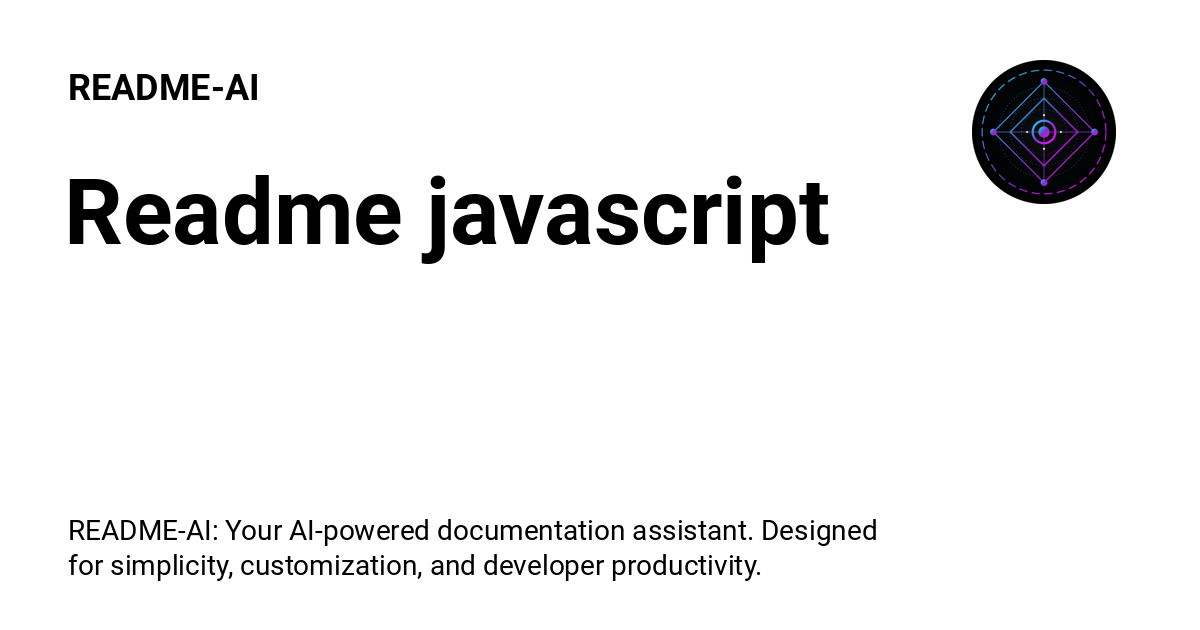 README-AI
Readme javascript
README-AI: Your AI-powered documentation assistant. Designed
for simplicity, customization, and developer productivity.